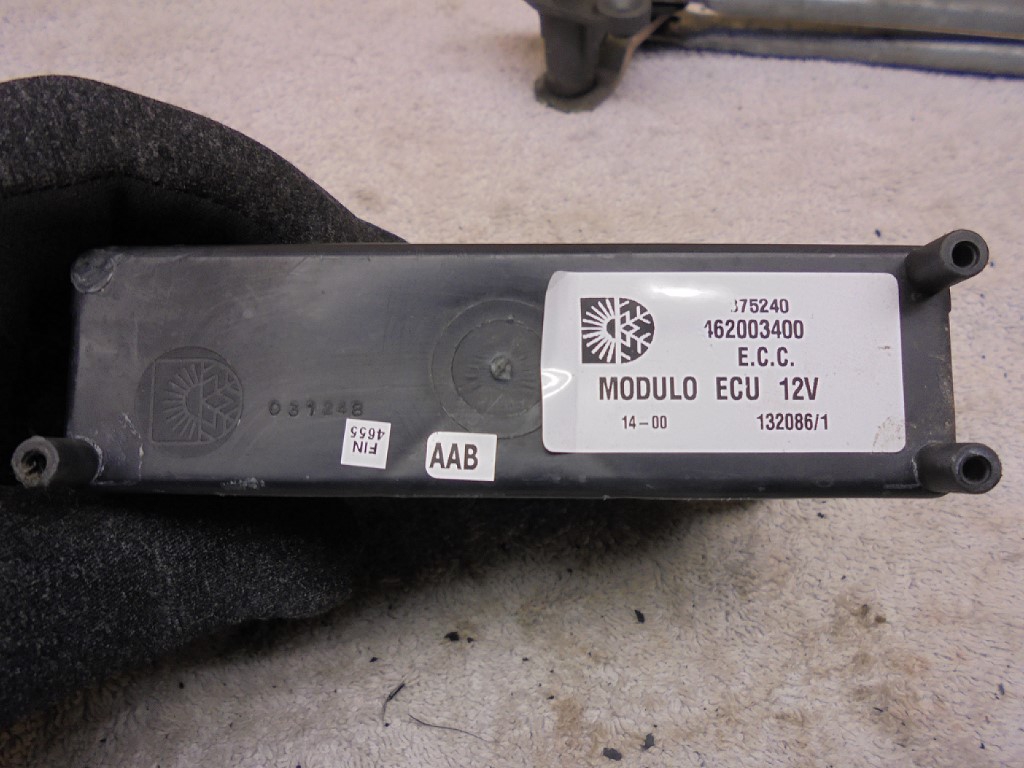 375240
462003400
E.C.C.
MODULO ECU 12V
14-00 132086/1
031248
FIN
4655
AAB